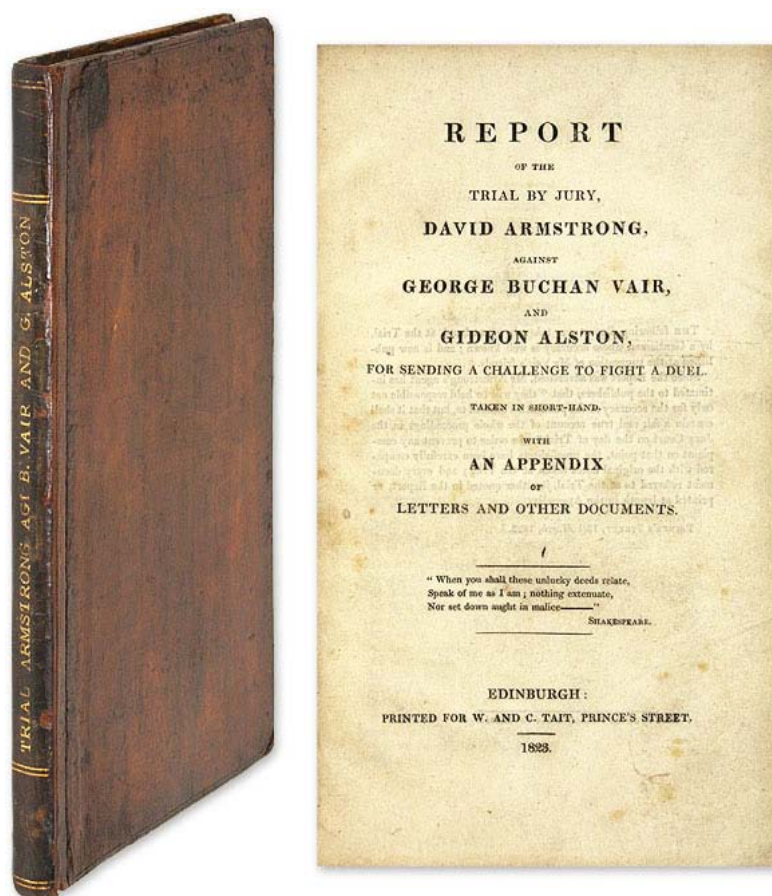 TRIAL ARMSTRONG AGt B. VAIR AND G. ALSTON
REPORT
OF THE
TRIAL BY JURY,
DAVID ARMSTRONG,
AGAINST
GEORGE BUCHAN VAIR,
AND
GIDEON ALSTON,
FOR SENDING A CHALLENGE TO FIGHT A DUEL.
TAKEN IN SHORT-HAND.
WITH
AN APPENDIX
OF
LETTERS AND OTHER DOCUMENTS.
“ When you shall these unlucky deeds relate,
Speak of me as I am ; nothing extenuate,
Nor set down aught in malice——”
SHAKESPEARE.
EDINBURGH :
PRINTED FOR W. AND C. TAIT, PRINCE'S STREET.
1823.